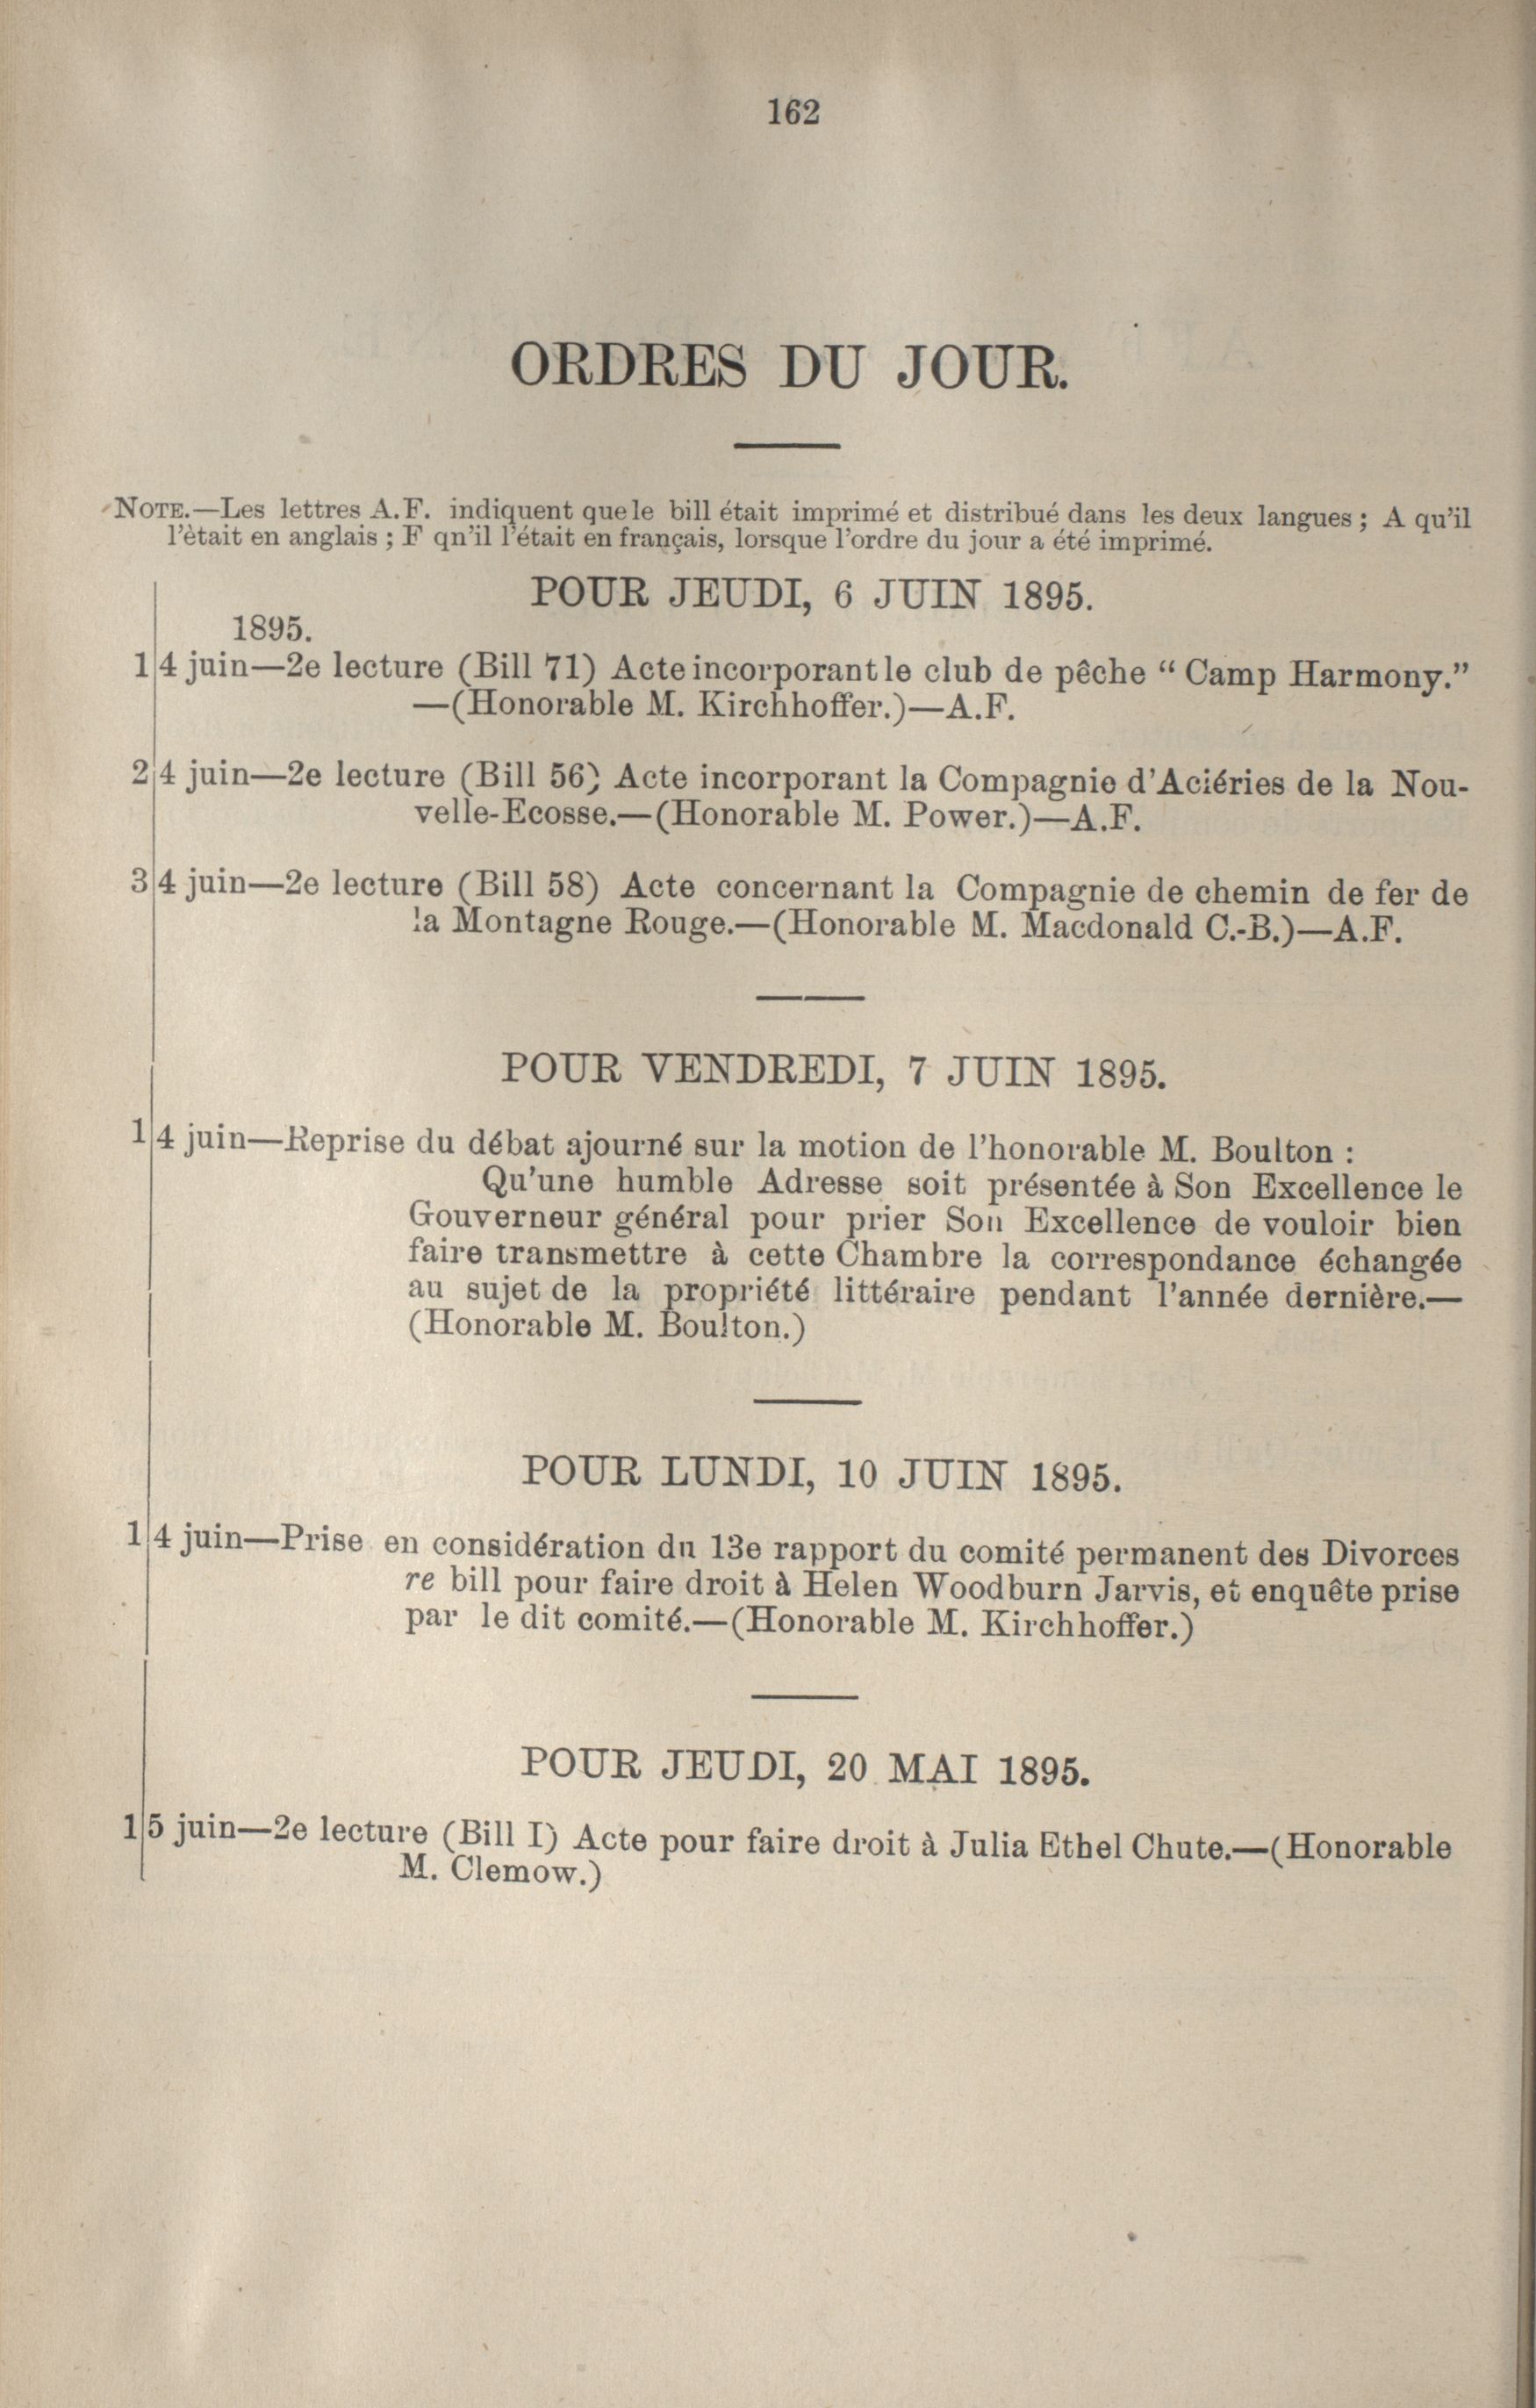 162
ORDRES DU JOUR.
NOTE.—Les lettres A.F. indiquent que le bill était imprimé et distribué dans les deux langues ; A qu'il
l'ètait en anglais ; F qn'il l'était en français, lorsque l'ordre du jour a été imprimé.
POUR JEUDI, 6 JUIN 1895.
1895.
1 4 juin—2e lecture (Bill 71) Acte incorporant le club de pêche “ Camp Harmony.”
—(Honorable M. Kirchhoffer.)—A.F.
2 4 juin—2e lecture (Bill 56) Acte incorporant la Compagnie d'Aciéries de la Nou-
velle-Ecosse.—(Honorable M. Power.)—A.F.
3 4 juin—2e lecture (Bill 58) Acte concernant la Compagnie de chemin de fer de
la Montagne Rouge.—(Honorable M. Macdonald C.-B.)—A.F.
POUR VENDREDI, 7 JUIN 1895.
1 4 juin—Reprise du débat ajourné sur la motion de l'honorable M. Boulton :
Qu'une humble Adresse soit présentée à Son Excellence le
Gouverneur général pour prier Son Excellence de vouloir bien
faire transmettre à cette Chambre la correspondance échangée
au sujet de la propriété littéraire pendant l'année dernière.—
(Honorable M. Boulton.)
POUR LUNDI, 10 JUIN 1895.
1 4 juin—Prise en considération du 13e rapport du comité permanent des Divorces
re bill pour faire droit à Helen Woodburn Jarvis, et enquête prise
par le dit comité.—(Honorable M. Kirchhoffer.)
POUR JEUDI, 20 MAI 1895.
1 5 juin—2e lecture (Bill I) Acte pour faire droit à Julia Ethel Chute.—(Honorable
M. Clemow.)